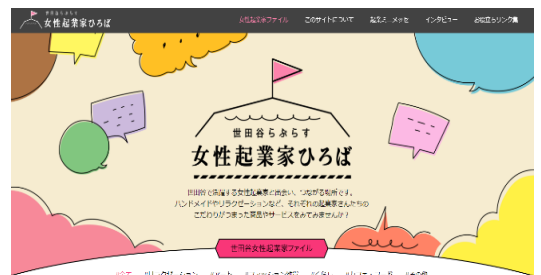 世田谷らぷらす
女性起業家ひろば
女性起業家ファイル
このサイトについて
起業ミニメッセ
インタビュー
お役立ちリンク集
世田谷らぷらす
女性起業家ひろば
世田谷で活躍する女性起業家と出会い、つながる場所です。
ハンドメイドやリラクゼーションなど、それぞれの起業家さんたちの
こだわりがつまった商品やサービスをみてみませんか？
世田谷女性起業家ファイル